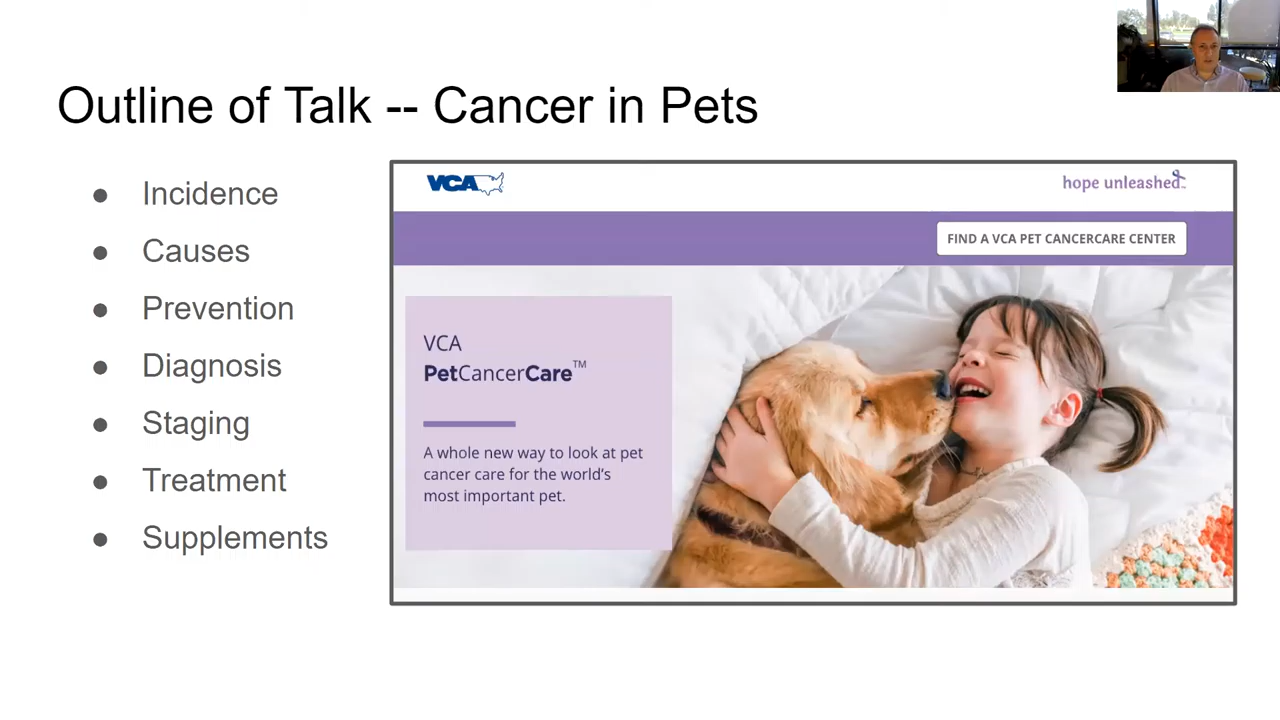 Outline of Talk -- Cancer in Pets
● Incidence
● Causes
● Prevention
● Diagnosis
● Staging
● Treatment
● Supplements
VCA
hope unleashed™
FIND A VCA PET CANCERCARE CENTER
VCA
PetCancerCare™
A whole new way to look at pet
cancer care for the world's
most important pet.